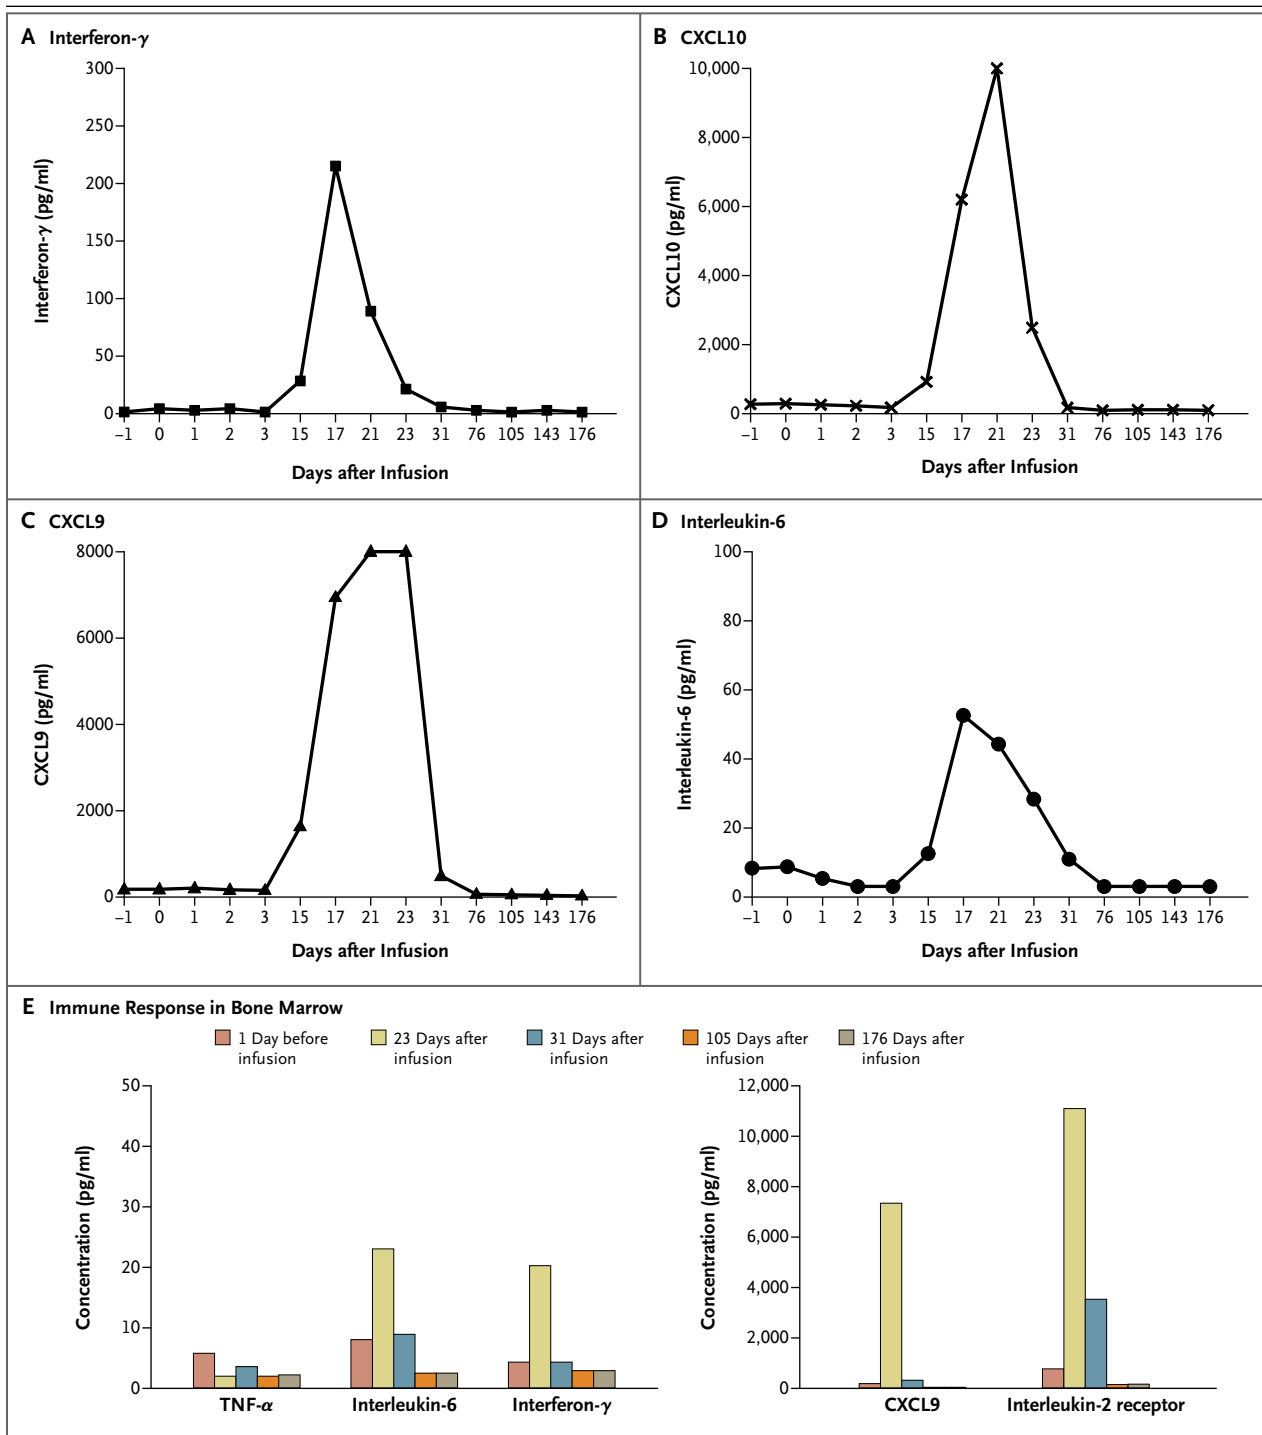 A Interferon-γ
300
250
200
150
100
50
0
Interferon-γ (pg/ml)
−1 0 1 2 3 15 17 21 23 31 76 105 143 176
Days after Infusion
B CXCL10
10,000
8,000
6,000
4,000
2,000
0
CXCL10 (pg/ml)
−1 0 1 2 3 15 17 21 23 31 76 105 143 176
Days after Infusion
C CXCL9
8000
6000
4000
2000
0
CXCL9 (pg/ml)
−1 0 1 2 3 15 17 21 23 31 76 105 143 176
Days after Infusion
D Interleukin-6
100
80
60
40
20
0
Interleukin-6 (pg/ml)
−1 0 1 2 3 15 17 21 23 31 76 105 143 176
Days after Infusion
E Immune Response in Bone Marrow
1 Day before
infusion
23 Days after
infusion
31 Days after
infusion
105 Days after
infusion
176 Days after
infusion
50
40
30
20
10
0
Concentration (pg/ml)
TNF-α Interleukin-6 Interferon-γ
12,000
10,000
8,000
6,000
4,000
2,000
0
Concentration (pg/ml)
CXCL9 Interleukin-2 receptor